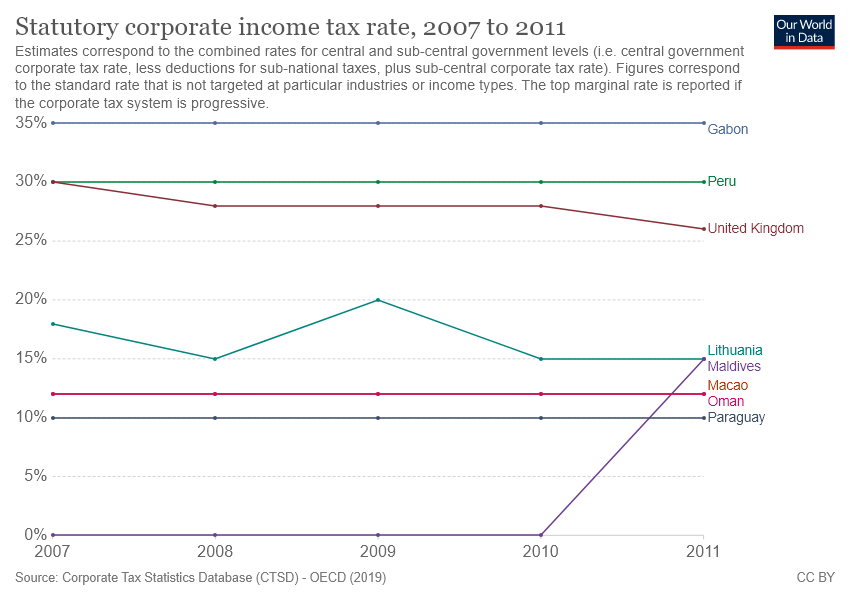 Statutory corporate income tax rate, 2007 to 2011
Our World
in Data
Estimates correspond to the combined rates for central and sub-central government levels (i.e. central government
corporate tax rate, less deductions for sub-national taxes, plus sub-central corporate tax rate). Figures correspond
to the standard rate that is not targeted at particular industries or income types. The top marginal rate is reported if
the corporate tax system is progressive.
35%
Gabon
30%
Peru
United Kingdom
25%
20%
Lithuania
15%
Maldives
Macao
Oman
10%
Paraguay
5%
0%
2007
2008
2009
2010
2011
Source: Corporate Tax Statistics Database (CTSD) - OECD (2019)
CC BY